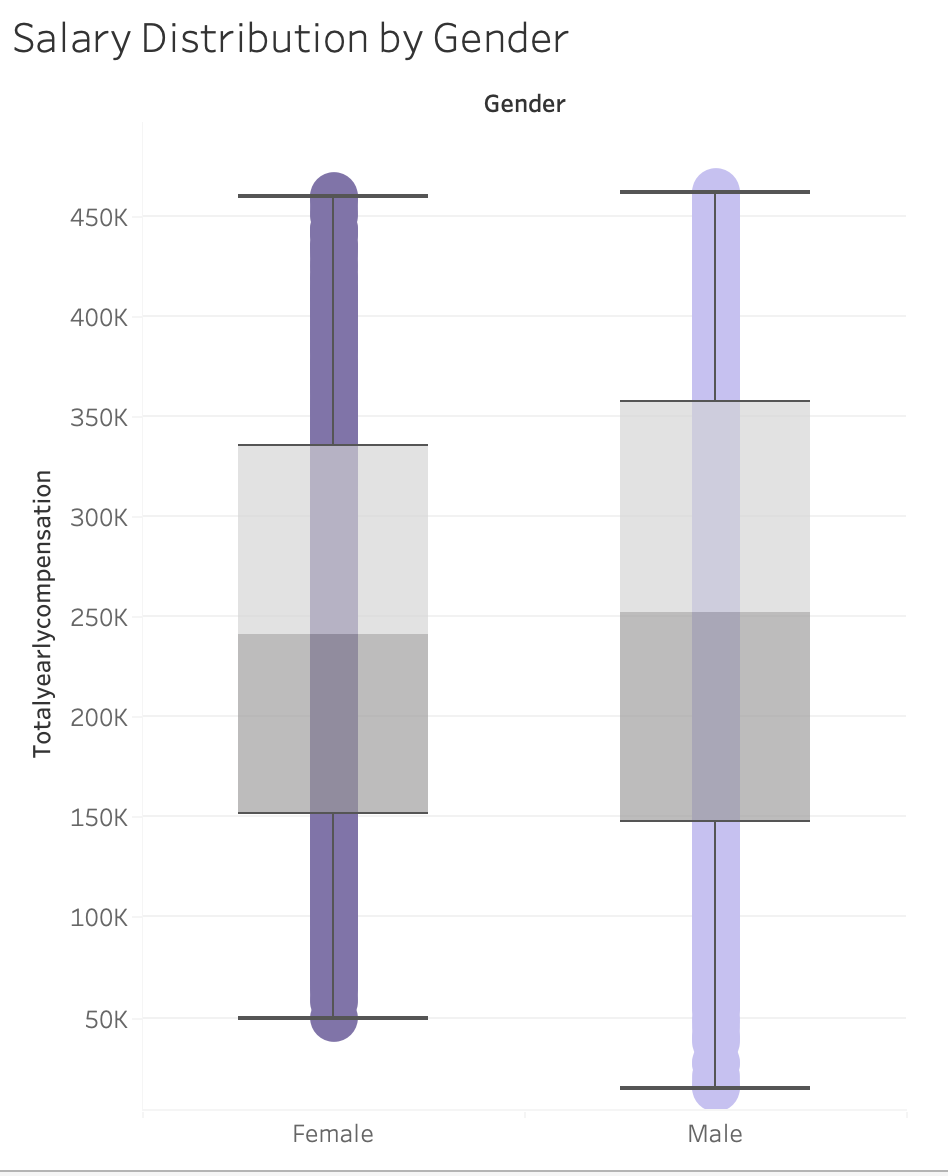 Salary Distribution by Gender
Gender
450K
400K
350K
300K
250K
200K
150K
100K
50K
Totalyearlycompensation
Female Male